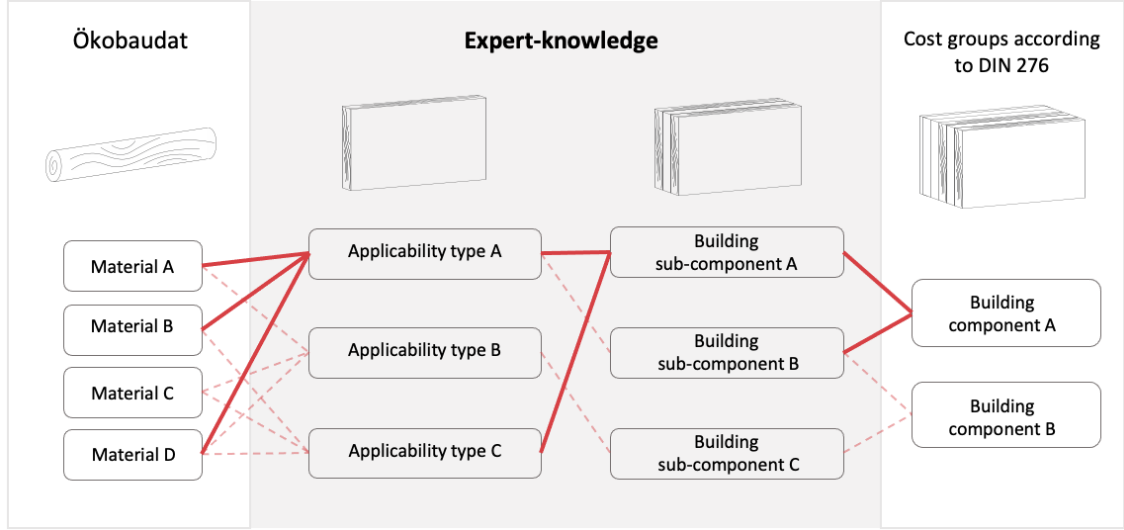 Ökobaudat
Expert-knowledge
Cost groups according
to DIN 276
Material A
Material B
Material C
Material D
Applicability type A
Applicability type B
Applicability type C
Building
sub-component A
Building
sub-component B
Building
sub-component C
Building
component A
Building
component B